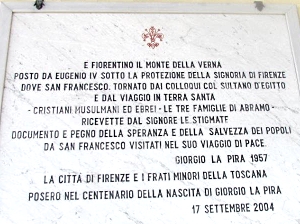 E FIORENTINO IL MONTE DELLA VERNA
POSTO DA EUGENIO IV SOTTO LA PROTEZIONE DELLA SIGNORIA DI FIRENZE
DOVE SAN FRANCESCO, TORNATO DAI COLLOQUI COL SULTANO D'EGITTO
E DAL VIAGGIO IN TERRA SANTA
- CRISTIANI MUSULMANI ED EBREI - LE TRE FAMIGLIE DI ABRAMO -
RICEVETTE DAL SIGNORE LE STIGMATE
DOCUMENTO E PEGNO DELLA SPERANZA E DELLA SALVEZZA DEI POPOLI
DA SAN FRANCESCO VISITATI NEL SUO VIAGGIO DI PACE.
GIORGIO LA PIRA 1957
LA CITTÀ DI FIRENZE E I FRATI MINORI DELLA TOSCANA
POSERO NEL CENTENARIO DELLA NASCITA DI GIORGIO LA PIRA
17 SETTEMBRE 2004